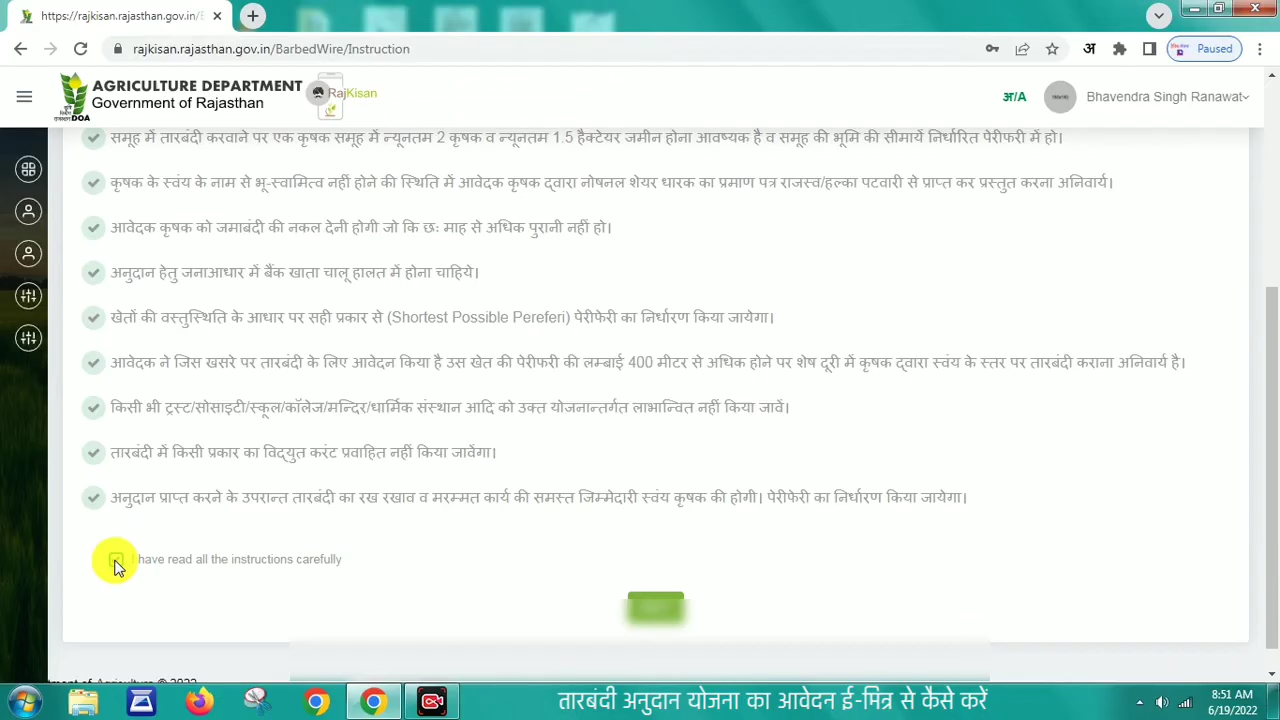 https://rajkisan.rajasthan.gov.in/
rajkisan.rajasthan.gov.in/BarbedWire/Instruction
अ
Paused
AGRICULTURE DEPARTMENT
Government of Rajasthan
DOA
RajKisan
अ/A
Bhavendra Singh Ranawat
समूह में तारबंदी करवाने पर एक कृषक समूह में न्यूनतम 2 कृषक व न्यूनतम 1.5 हैक्टेयर जमीन होना आवष्यक है व समूह की भूमि की सीमायें निर्धारित पेरीफरी में हो।
कृषक के स्वंय के नाम से भू-स्वामित्व नहीं होने की स्थिति में आवेदक कृषक द्वारा नोषनल शेयर धारक का प्रमाण पत्र राजस्व/हल्का पटवारी से प्राप्त कर प्रस्तुत करना अनिवार्य।
आवेदक कृषक को जमाबंदी की नकल देनी होगी जो कि छः माह से अधिक पुरानी नहीं हो।
अनुदान हेतु जनाआधार में बैंक खाता चालू हालत में होना चाहिये।
खेतों की वस्तुस्थिति के आधार पर सही प्रकार से (Shortest Possible Pereferi) पेरीफेरी का निर्धारण किया जायेगा।
आवेदक ने जिस खसरे पर तारबंदी के लिए आवेदन किया है उस खेत की पेरीफरी की लम्बाई 400 मीटर से अधिक होने पर शेष दूरी में कृषक द्वारा स्वंय के स्तर पर तारबंदी कराना अनिवार्य है।
किसी भी ट्रस्ट/सोसाइटी/स्कूल/कॉलेज/मन्दिर/धार्मिक संस्थान आदि को उक्त योजनान्तर्गत लाभान्वित नहीं किया जावें।
तारबंदी में किसी प्रकार का विद्युत करंट प्रवाहित नहीं किया जावेंगा।
अनुदान प्राप्त करने के उपरान्त तारबंदी का रख रखाव व मरम्मत कार्य की समस्त जिम्मेदारी स्वंय कृषक की होगी। पेरीफेरी का निर्धारण किया जायेगा।
I have read all the instructions carefully
तारबंदी अनुदान योजना का आवेदन ई-मित्र से कैसे करें
8:51 AM
6/19/2022